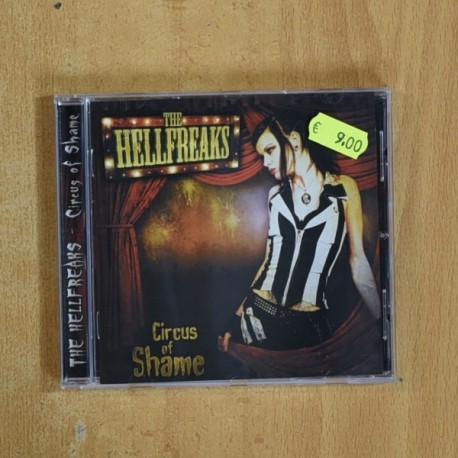 THE
HELLFREAKS
€ 9.00
Circus
of
Shame
THE HELLFREAKS - Circus of Shame